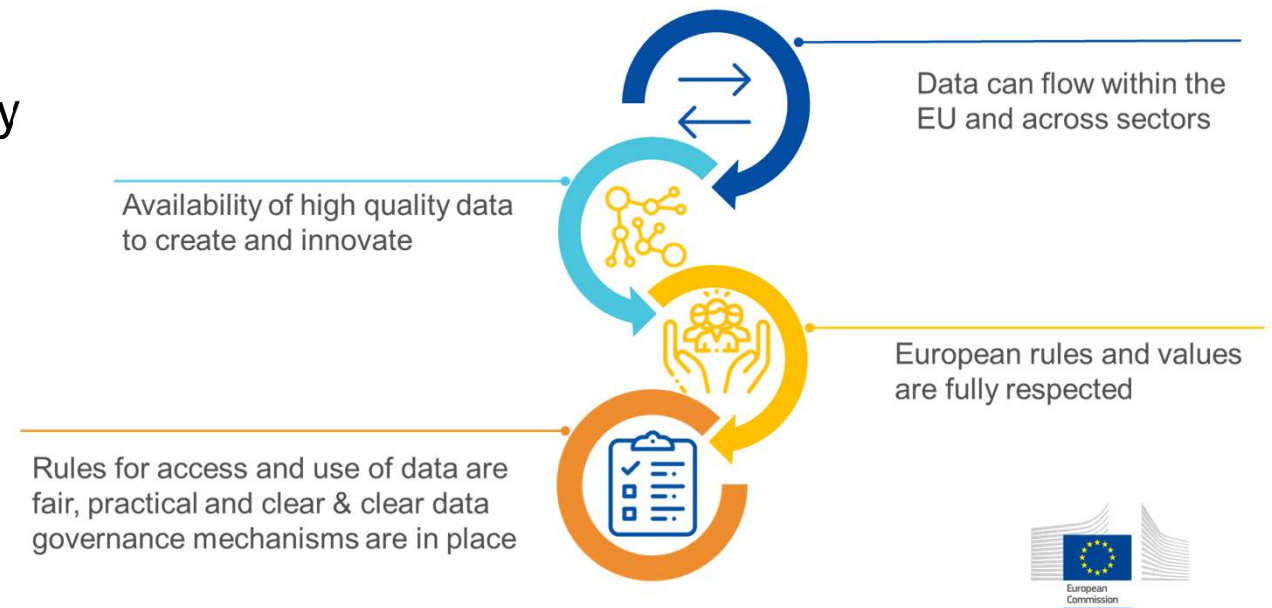 y
Data can flow within the
EU and across sectors
Availability of high quality data
to create and innovate
European rules and values
are fully respected
Rules for access and use of data are
fair, practical and clear & clear data
governance mechanisms are in place
European
Commission